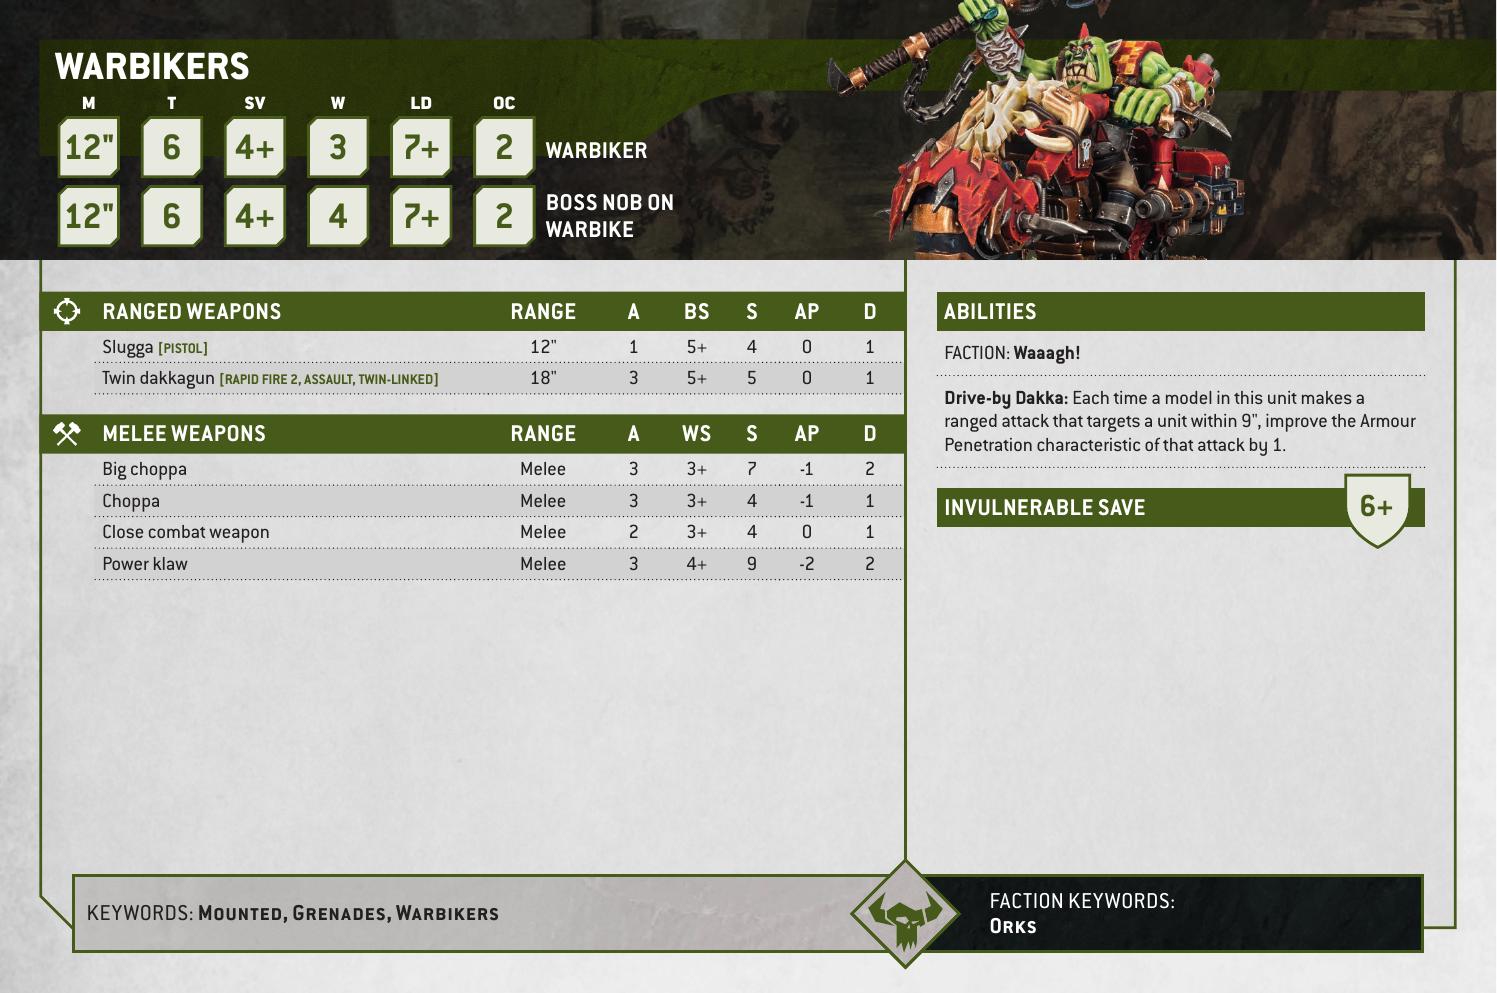 WARBIKERS
M T SV W LD OC
12" 6 4+ 3 7+ 2 WARBIKER
12" 6 4+ 4 7+ 2 BOSS NOB ON
WARBIKE
RANGED WEAPONS RANGE A BS S AP D
Slugga [PISTOL] 12" 1 5+ 4 0 1
Twin dakkagun [RAPID FIRE 2, ASSAULT, TWIN-LINKED] 18" 3 5+ 5 0 1
MELEE WEAPONS RANGE A WS S AP D
Big choppa Melee 3 3+ 7 -1 2
Choppa Melee 3 3+ 4 -1 1
Close combat weapon Melee 2 3+ 4 0 1
Power klaw Melee 3 4+ 9 -2 2
ABILITIES
FACTION: Waaagh!
Drive-by Dakka: Each time a model in this unit makes a
ranged attack that targets a unit within 9", improve the Armour
Penetration characteristic of that attack by 1.
INVULNERABLE SAVE 6+
KEYWORDS: MOUNTED, GRENADES, WARBIKERS
FACTION KEYWORDS:
ORKS